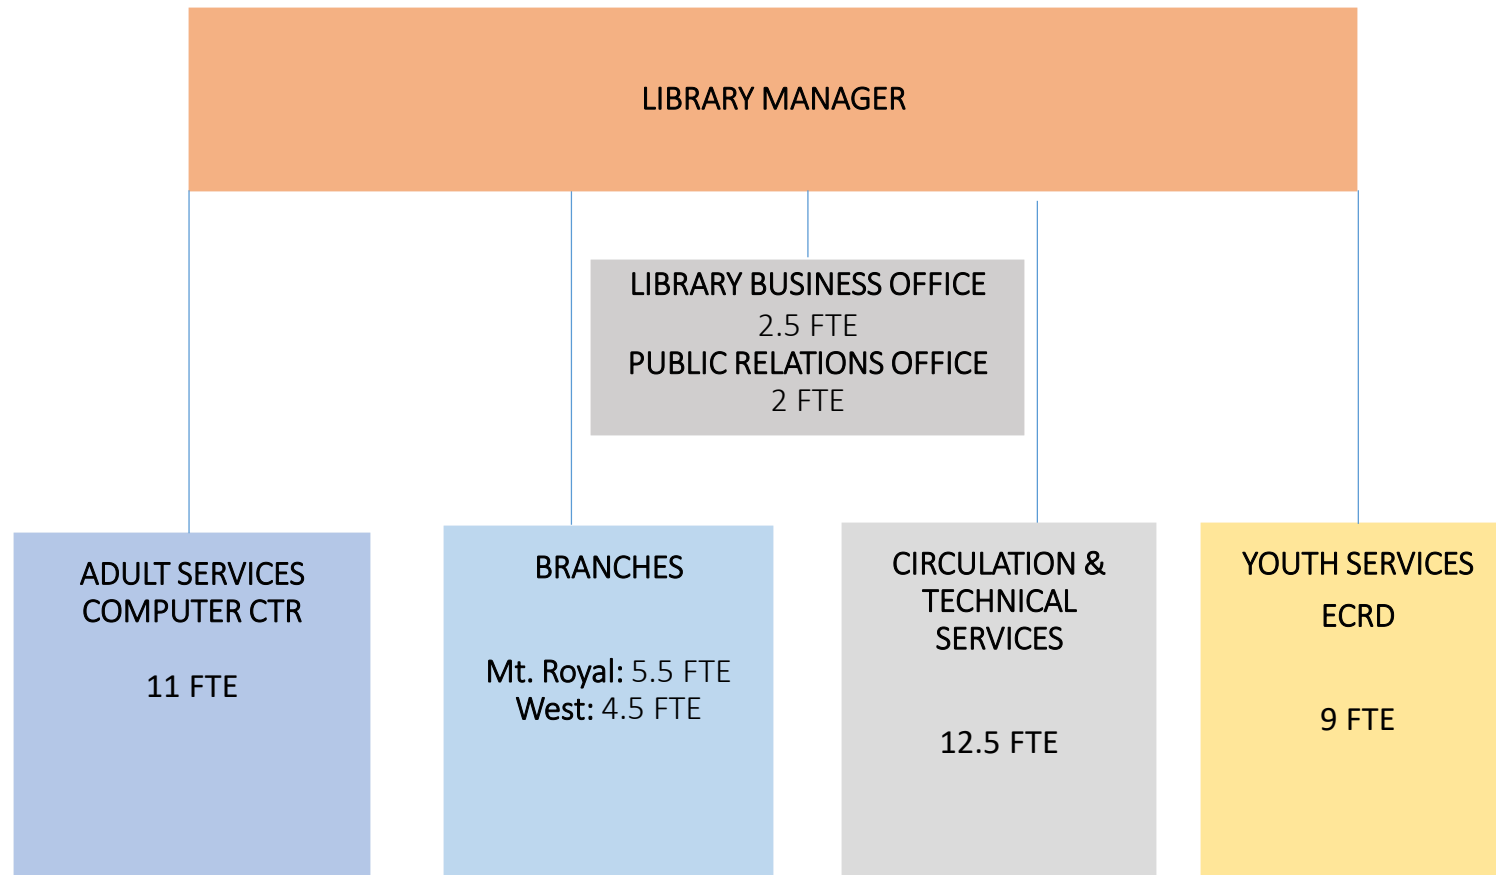 LIBRARY MANAGER
LIBRARY BUSINESS OFFICE
2.5 FTE
PUBLIC RELATIONS OFFICE
2 FTE
ADULT SERVICES
COMPUTER CTR
11 FTE
BRANCHES
Mt. Royal: 5.5 FTE
West: 4.5 FTE
CIRCULATION &
TECHNICAL
SERVICES
12.5 FTE
YOUTH SERVICES
ECRD
9 FTE